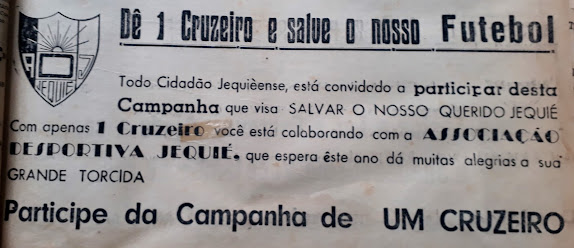 Dê 1 Cruzeiro e salve o nosso Futebol
A D
JEQUIÉ
Todo Cidadão Jequièense, está convidado a participar desta
Campanha que visa SALVAR O NOSSO QUERIDO JEQUIÉ
Com apenas 1 Cruzeiro você está colaborando com a ASSOCIAÇÃO
DESPORTIVA JEQUIÉ, que espera êste ano dá muitas alegrias a sua
GRANDE TORCIDA
Participe da Campanha de UM CRUZEIRO